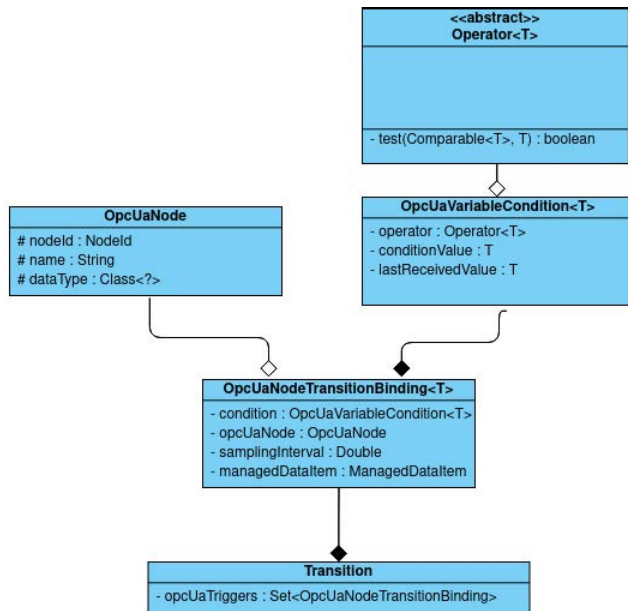 <<abstract>>
Operator<T>
- test(Comparable<T>, T) : boolean
OpcUaNode
# nodeId : NodeId
# name : String
# dataType : Class<?>
OpcUaVariableCondition<T>
- operator : Operator<T>
- conditionValue : T
- lastReceivedValue : T
OpcUaNodeTransitionBinding<T>
- condition : OpcUaVariableCondition<T>
- opcUaNode : OpcUaNode
- samplingInterval : Double
- managedDataItem : ManagedDataItem
Transition
- opcUaTriggers : Set<OpcUaNodeTransitionBinding>